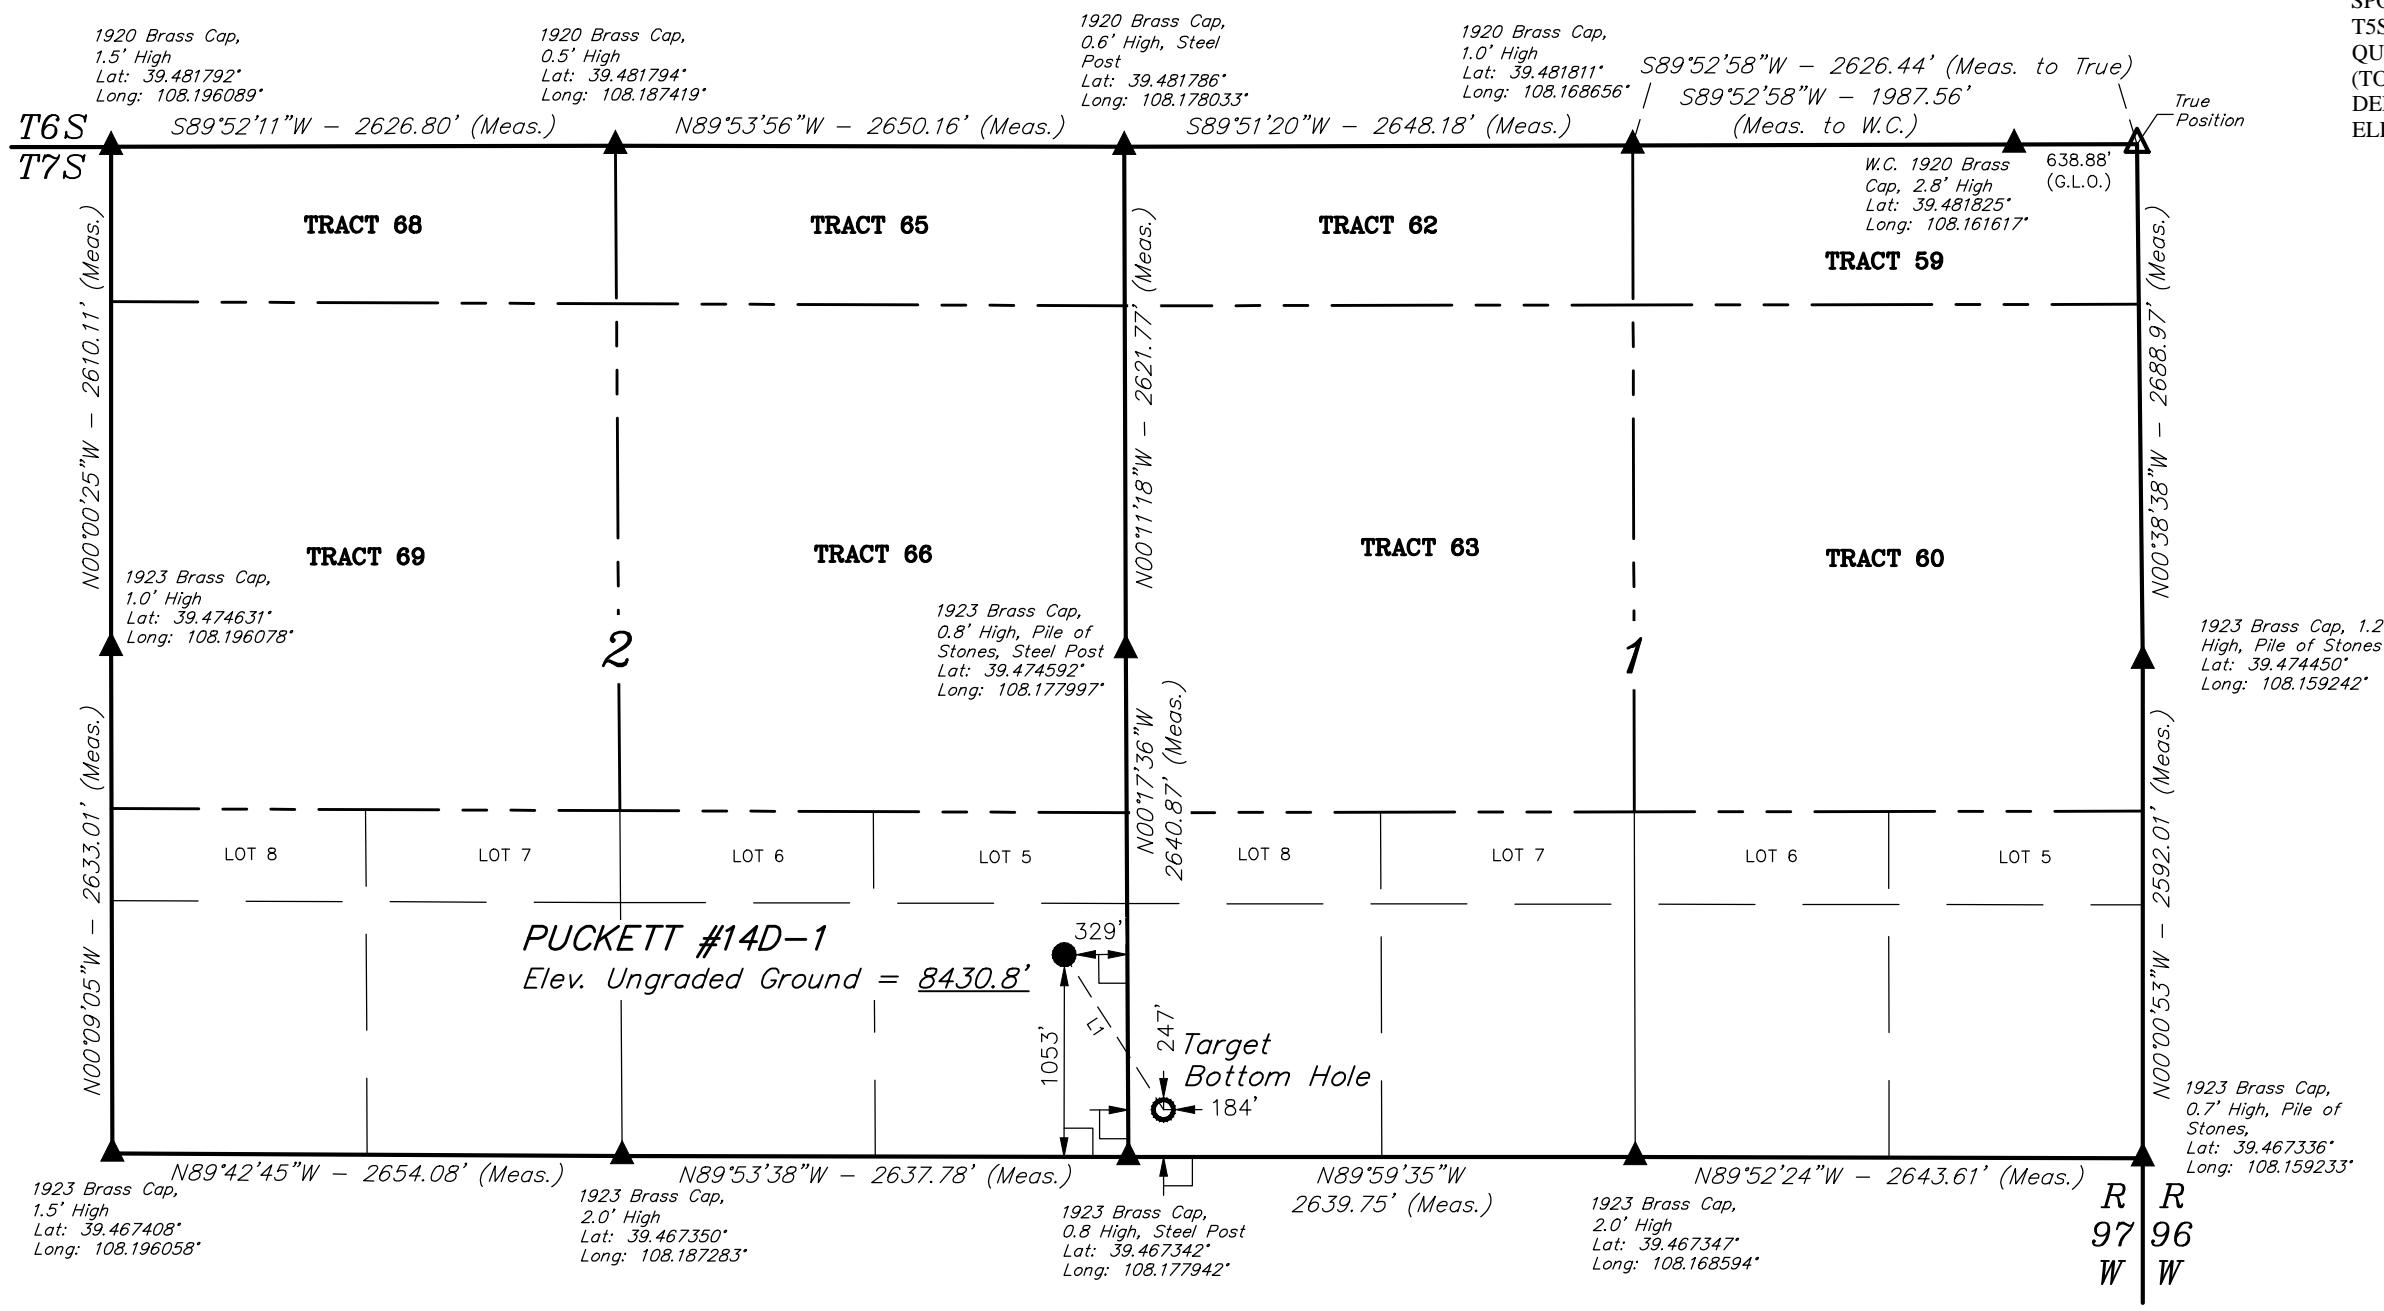 SPO
T5S
QU
(TO
DE
ELE
1920 Brass Cap,
1.5' High
Lat: 39.481792°
Long: 108.196089°
1920 Brass Cap,
0.5' High
Lat: 39.481794°
Long: 108.187419°
1920 Brass Cap,
0.6' High, Steel
Post
Lat: 39.481786°
Long: 108.178033°
1920 Brass Cap,
1.0' High
Lat: 39.481811°
Long: 108.168656°
S89°52'58"W - 2626.44' (Meas. to True)
S89°52'58"W - 1987.56'
(Meas. to W.C.)
True
Position
T6S
T7S
S89°52'11"W - 2626.80' (Meas.)
N89°53'56"W - 2650.16' (Meas.)
S89°51'20"W - 2648.18' (Meas.)
W.C. 1920 Brass
Cap, 2.8' High
Lat: 39.481825°
Long: 108.161617°
638.88'
(G.L.O.)
TRACT 68
TRACT 65
TRACT 62
TRACT 59
N00°00'25"W - 2610.11' (Meas.)
N00°11'18"W - 2621.77' (Meas.)
N00°38'38"W - 2688.97' (Meas.)
TRACT 69
TRACT 66
TRACT 63
TRACT 60
1923 Brass Cap,
1.0' High
Lat: 39.474631°
Long: 108.196078°
2
1923 Brass Cap,
0.8' High, Pile of
Stones, Steel Post
Lat: 39.474592°
Long: 108.177997°
1
1923 Brass Cap, 1.2
High, Pile of Stones
Lat: 39.474450°
Long: 108.159242°
N00°09'05"W - 2633.01' (Meas.)
N00°17'36"W
2640.87' (Meas.)
N00°00'53"W - 2592.01' (Meas.)
LOT 8
LOT 7
LOT 6
LOT 5
LOT 8
LOT 7
LOT 6
LOT 5
PUCKETT #14D-1
Elev. Ungraded Ground = 8430.8'
329'
1053'
L1
247'
Target
Bottom Hole
184'
1923 Brass Cap,
0.7' High, Pile of
Stones,
Lat: 39.467336°
Long: 108.159233°
N89°42'45"W - 2654.08' (Meas.)
N89°53'38"W - 2637.78' (Meas.)
N89°59'35"W
2639.75' (Meas.)
N89°52'24"W - 2643.61' (Meas.)
1923 Brass Cap,
1.5' High
Lat: 39.467408°
Long: 108.196058°
1923 Brass Cap,
2.0' High
Lat: 39.467350°
Long: 108.187283°
1923 Brass Cap,
0.8 High, Steel Post
Lat: 39.467342°
Long: 108.177942°
1923 Brass Cap,
2.0' High
Lat: 39.467347°
Long: 108.168594°
R R
97 96
W W